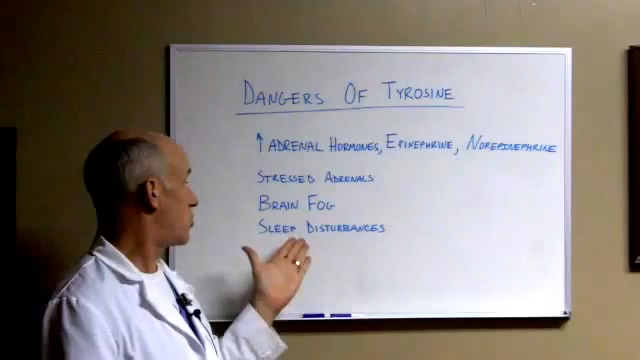 DANGERS OF TYROSINE
↑ ADRENAL HORMONES, EPINEPHRINE, NOREPINEPHRINE
STRESSED ADRENALS
BRAIN FOG
SLEEP DISTURBANCES